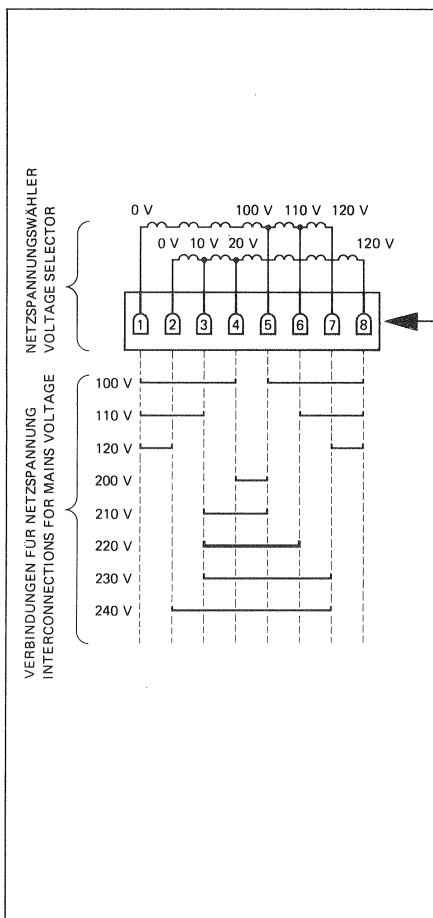 NETZSPANNUNGSWÄHLER
VOLTAGE SELECTOR
0 V 100 V 110 V 120 V
0 V 10 V 20 V 120 V
1 2 3 4 5 6 7 8
VERBINDUNGEN FÜR NETZSPANNUNG
INTERCONNECTIONS FOR MAINS VOLTAGE
100 V
110 V
120 V
200 V
210 V
220 V
230 V
240 V